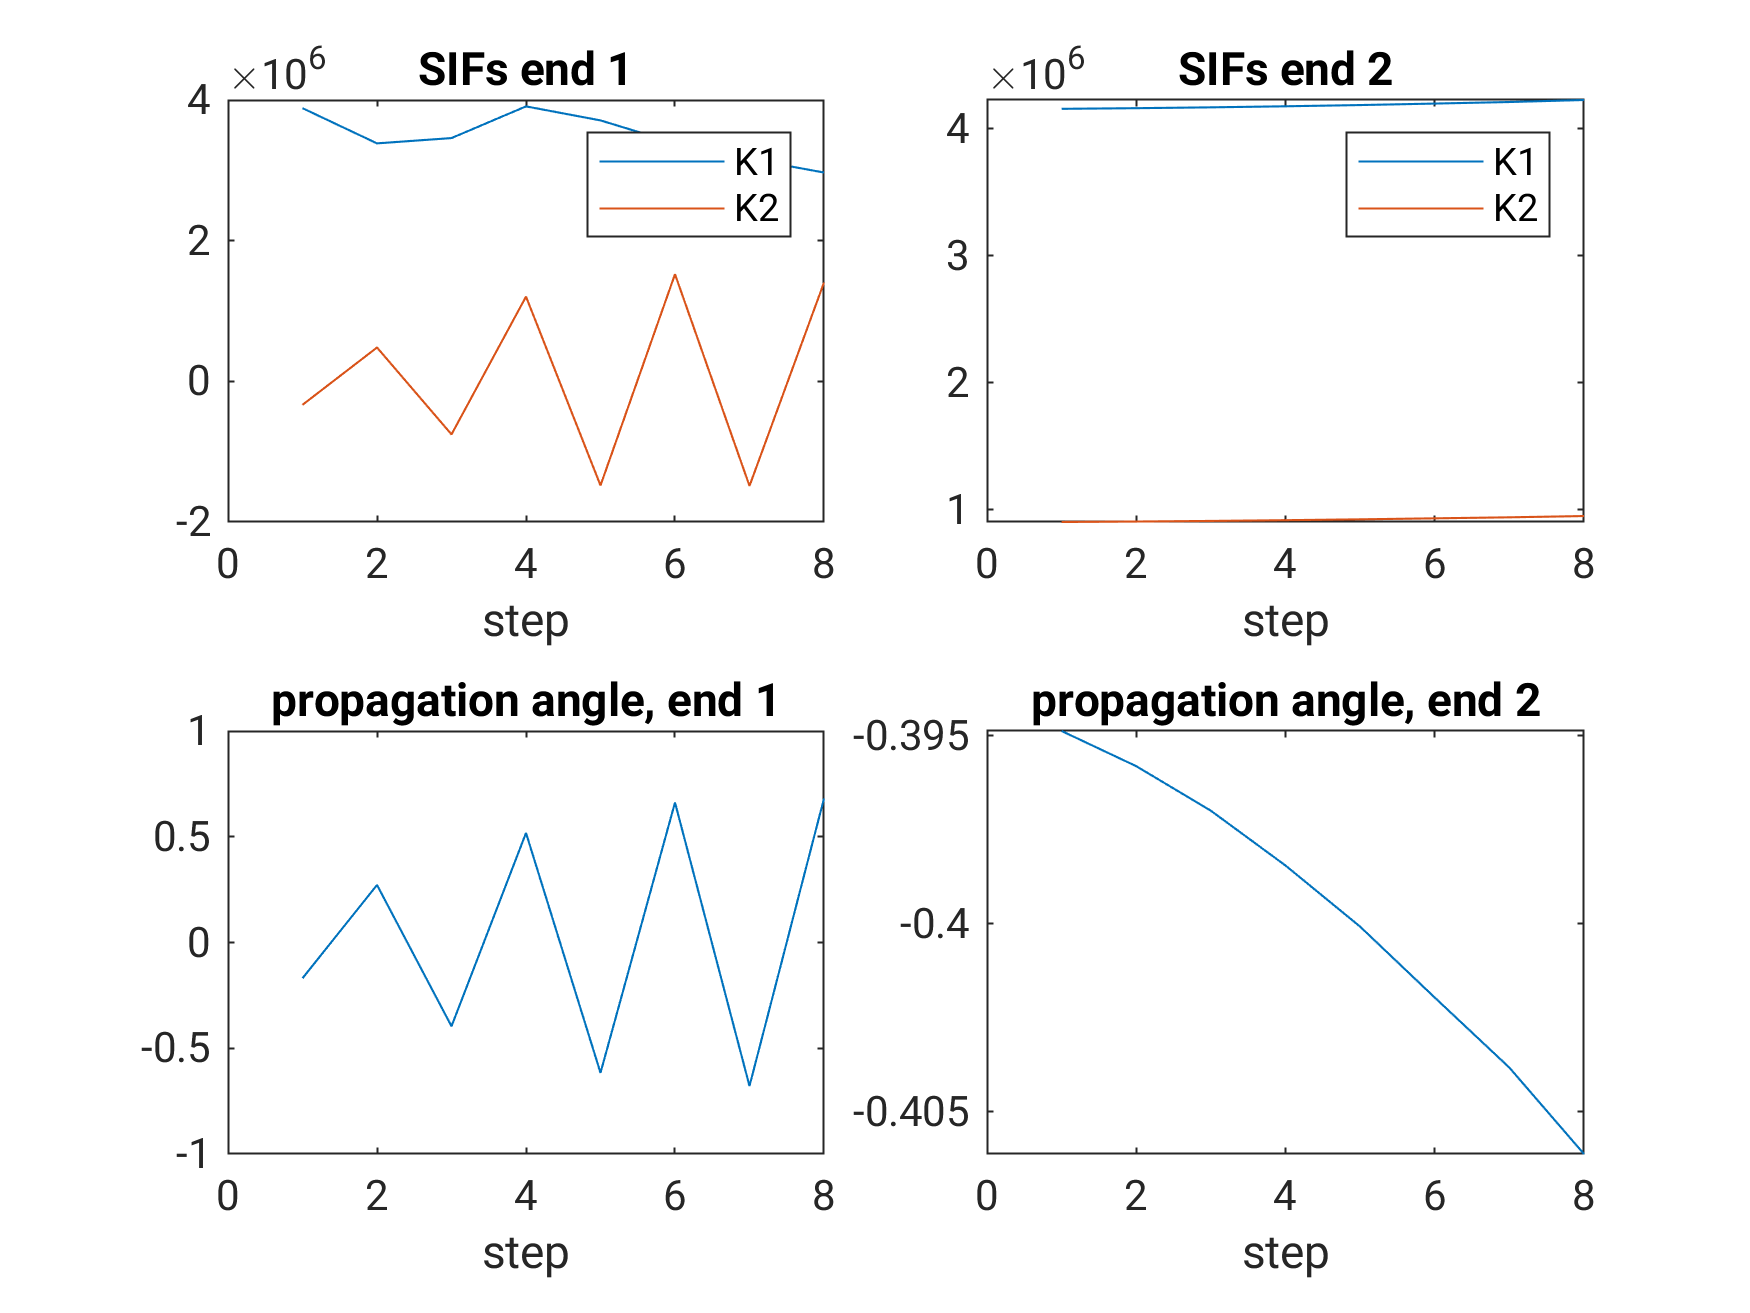 ×10^6
SIFs end 1
4
2
0
-2
K1
K2
0 2 4 6 8
step
×10^6
SIFs end 2
4
3
2
1
K1
K2
0 2 4 6 8
step
propagation angle, end 1
1
0.5
0
-0.5
-1
0 2 4 6 8
step
propagation angle, end 2
-0.395
-0.4
-0.405
0 2 4 6 8
step